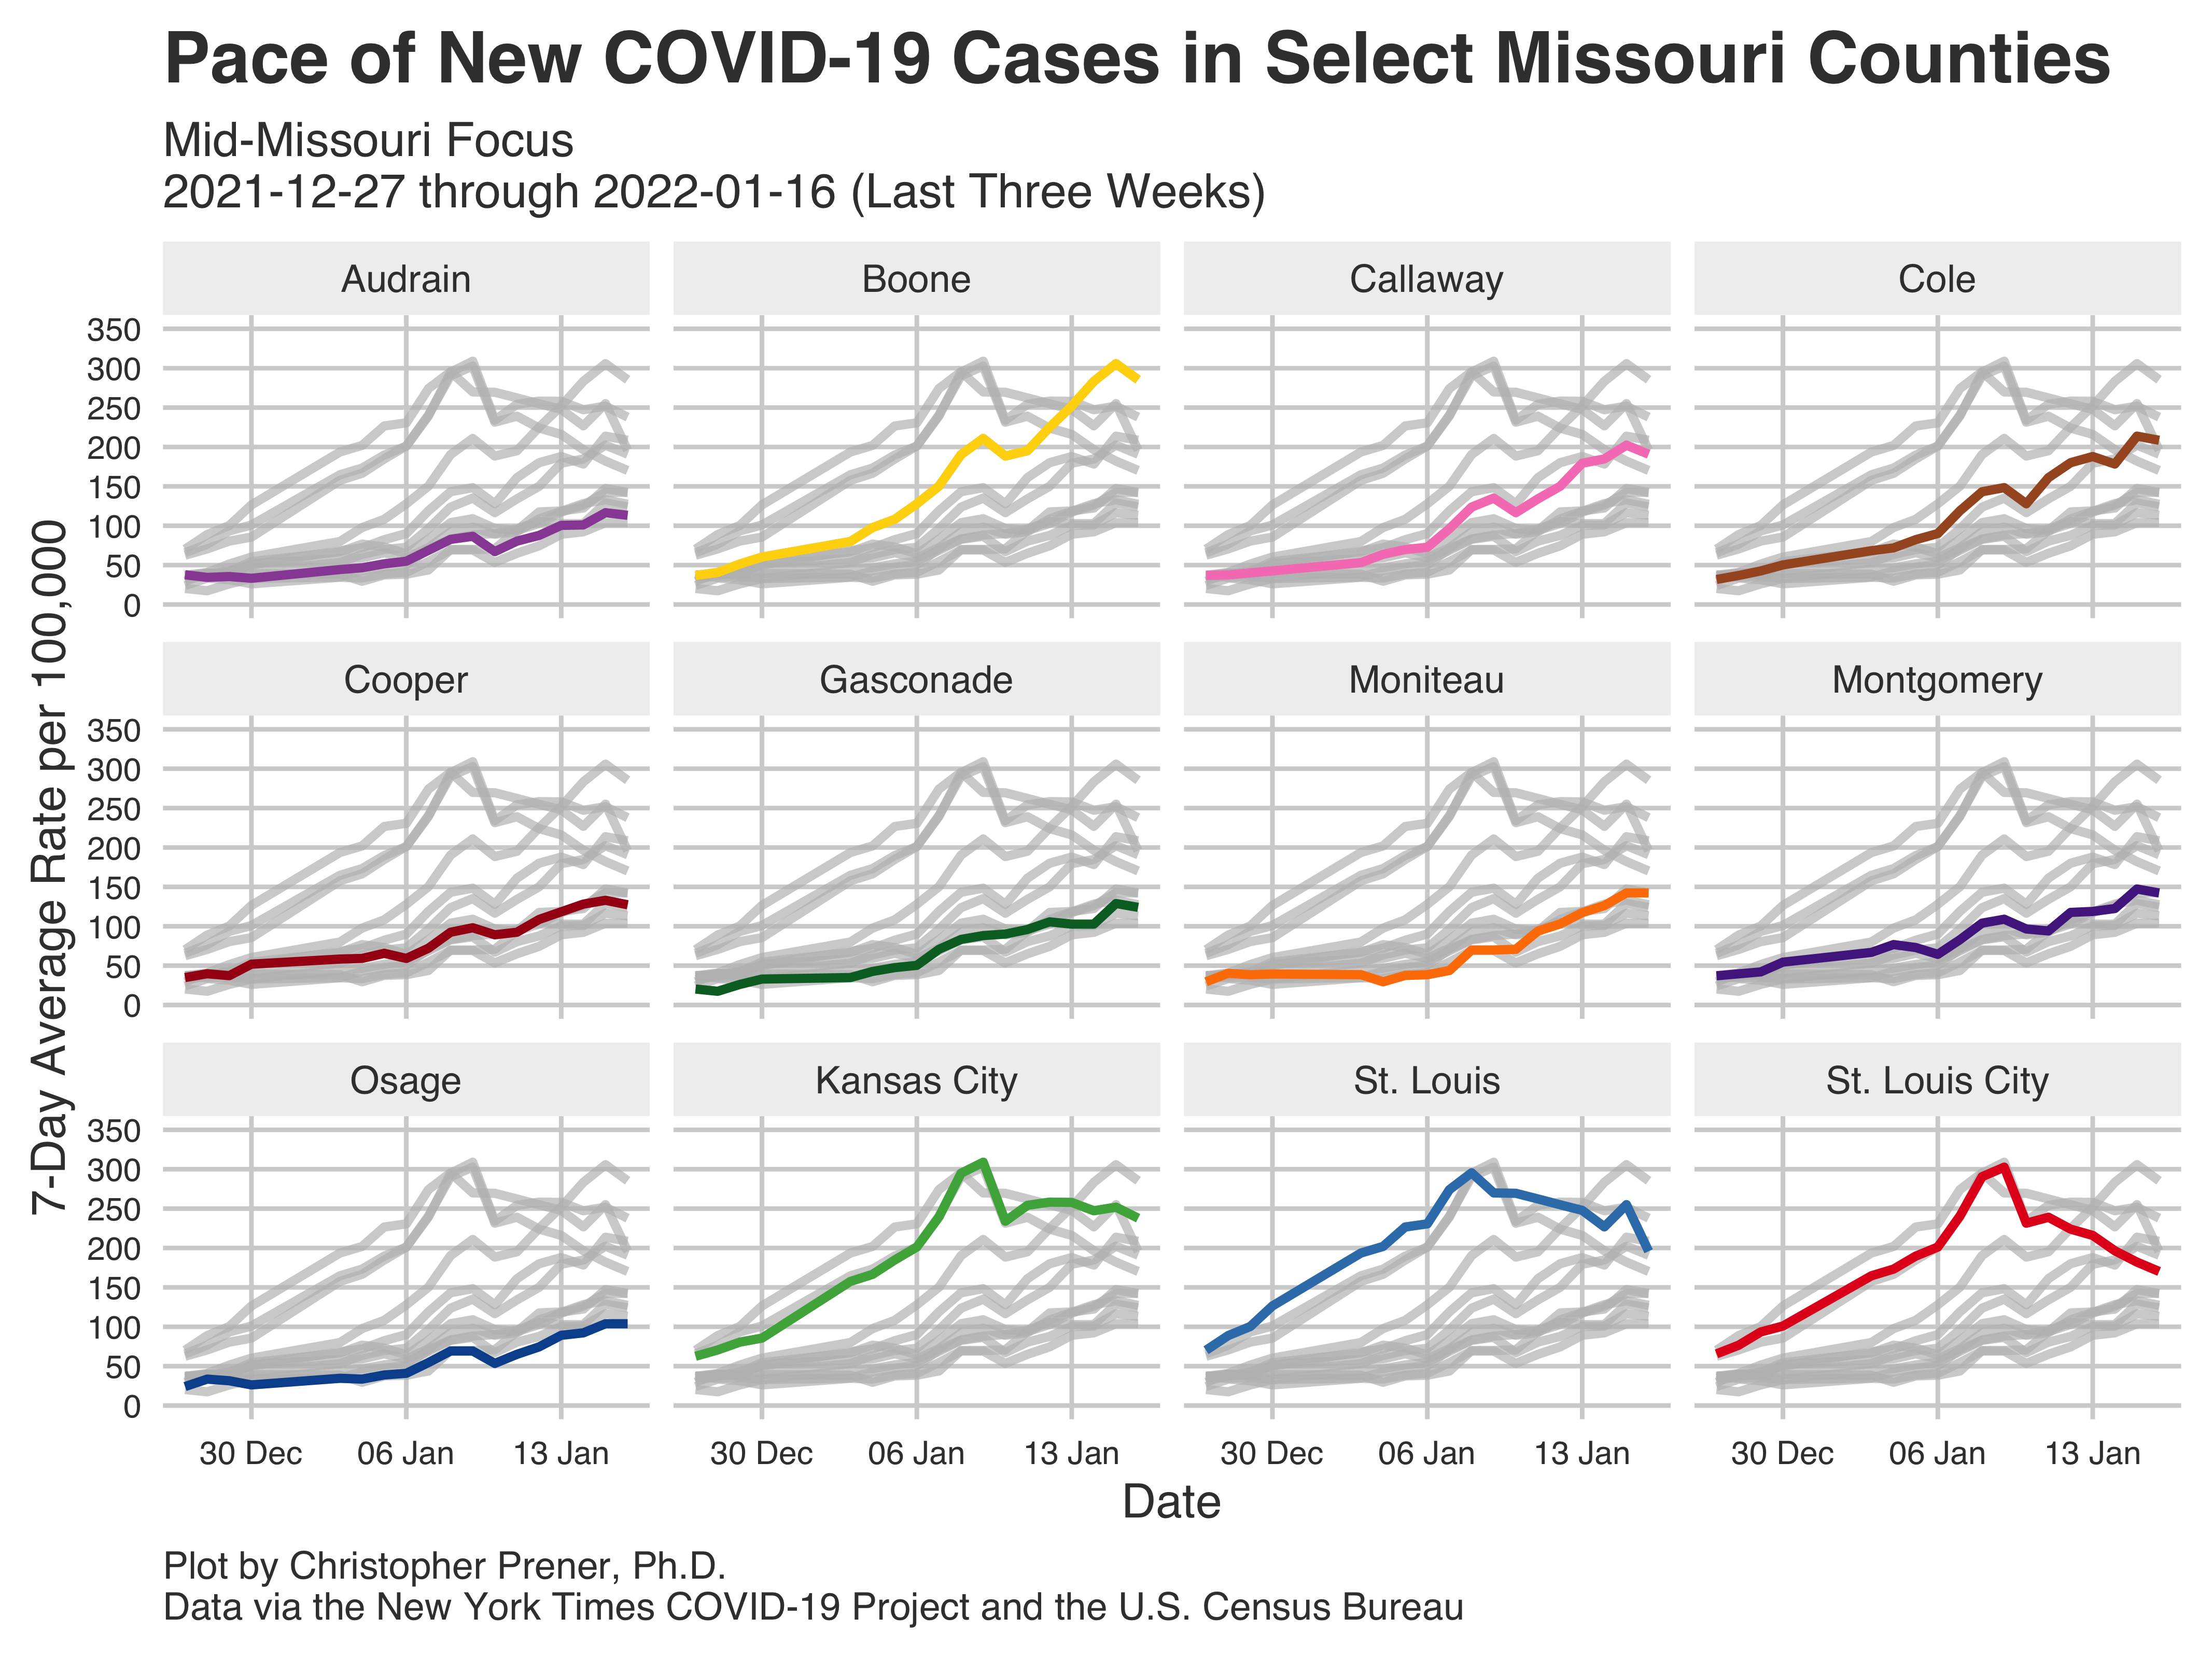 Pace of New COVID-19 Cases in Select Missouri Counties
Mid-Missouri Focus
2021-12-27 through 2022-01-16 (Last Three Weeks)
7-Day Average Rate per 100,000
Audrain
Boone
Callaway
Cole
350
300
250
200
150
100
50
0
Cooper
Gasconade
Moniteau
Montgomery
350
300
250
200
150
100
50
0
Osage
Kansas City
St. Louis
St. Louis City
350
300
250
200
150
100
50
0
30 Dec 06 Jan 13 Jan
30 Dec 06 Jan 13 Jan
30 Dec 06 Jan 13 Jan
30 Dec 06 Jan 13 Jan
Date
Plot by Christopher Prener, Ph.D.
Data via the New York Times COVID-19 Project and the U.S. Census Bureau